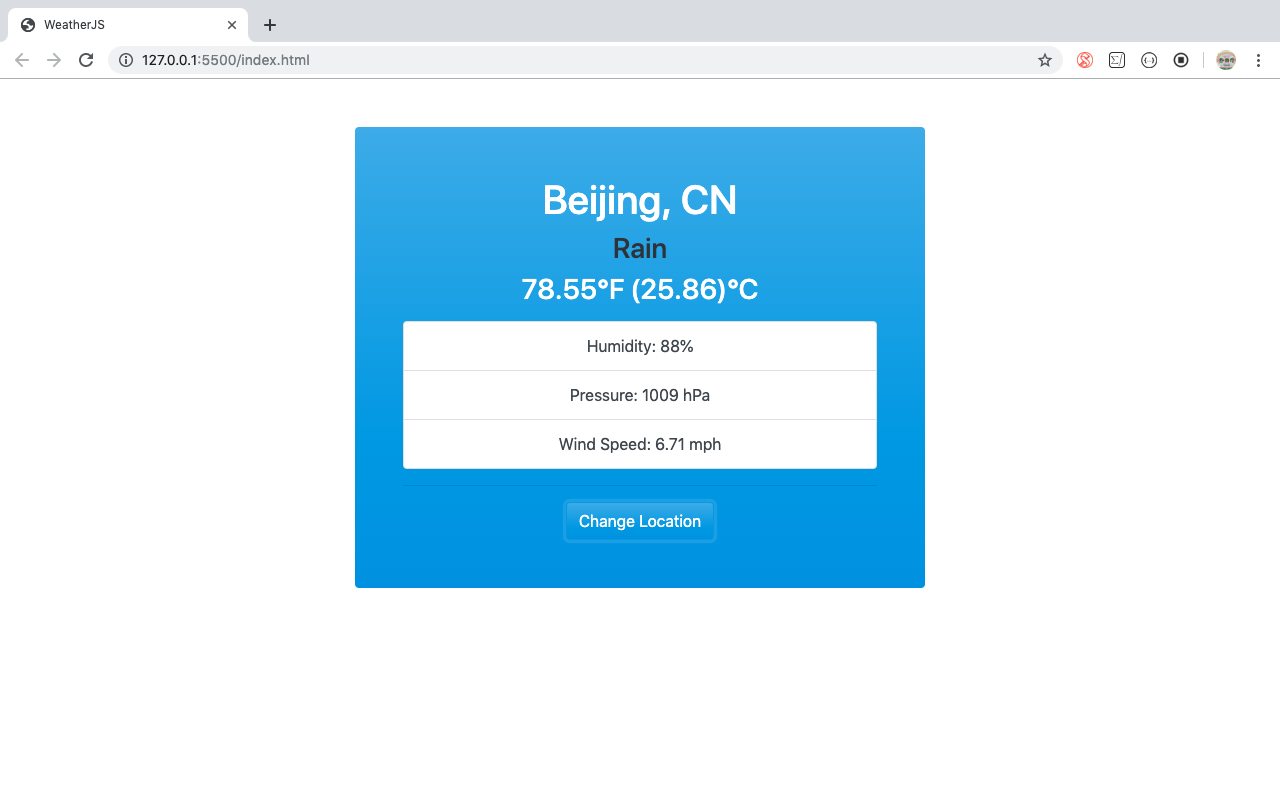 WeatherJS
127.0.0.1:5500/index.html
Beijing, CN
Rain
78.55°F (25.86)°C
Humidity: 88%
Pressure: 1009 hPa
Wind Speed: 6.71 mph
Change Location